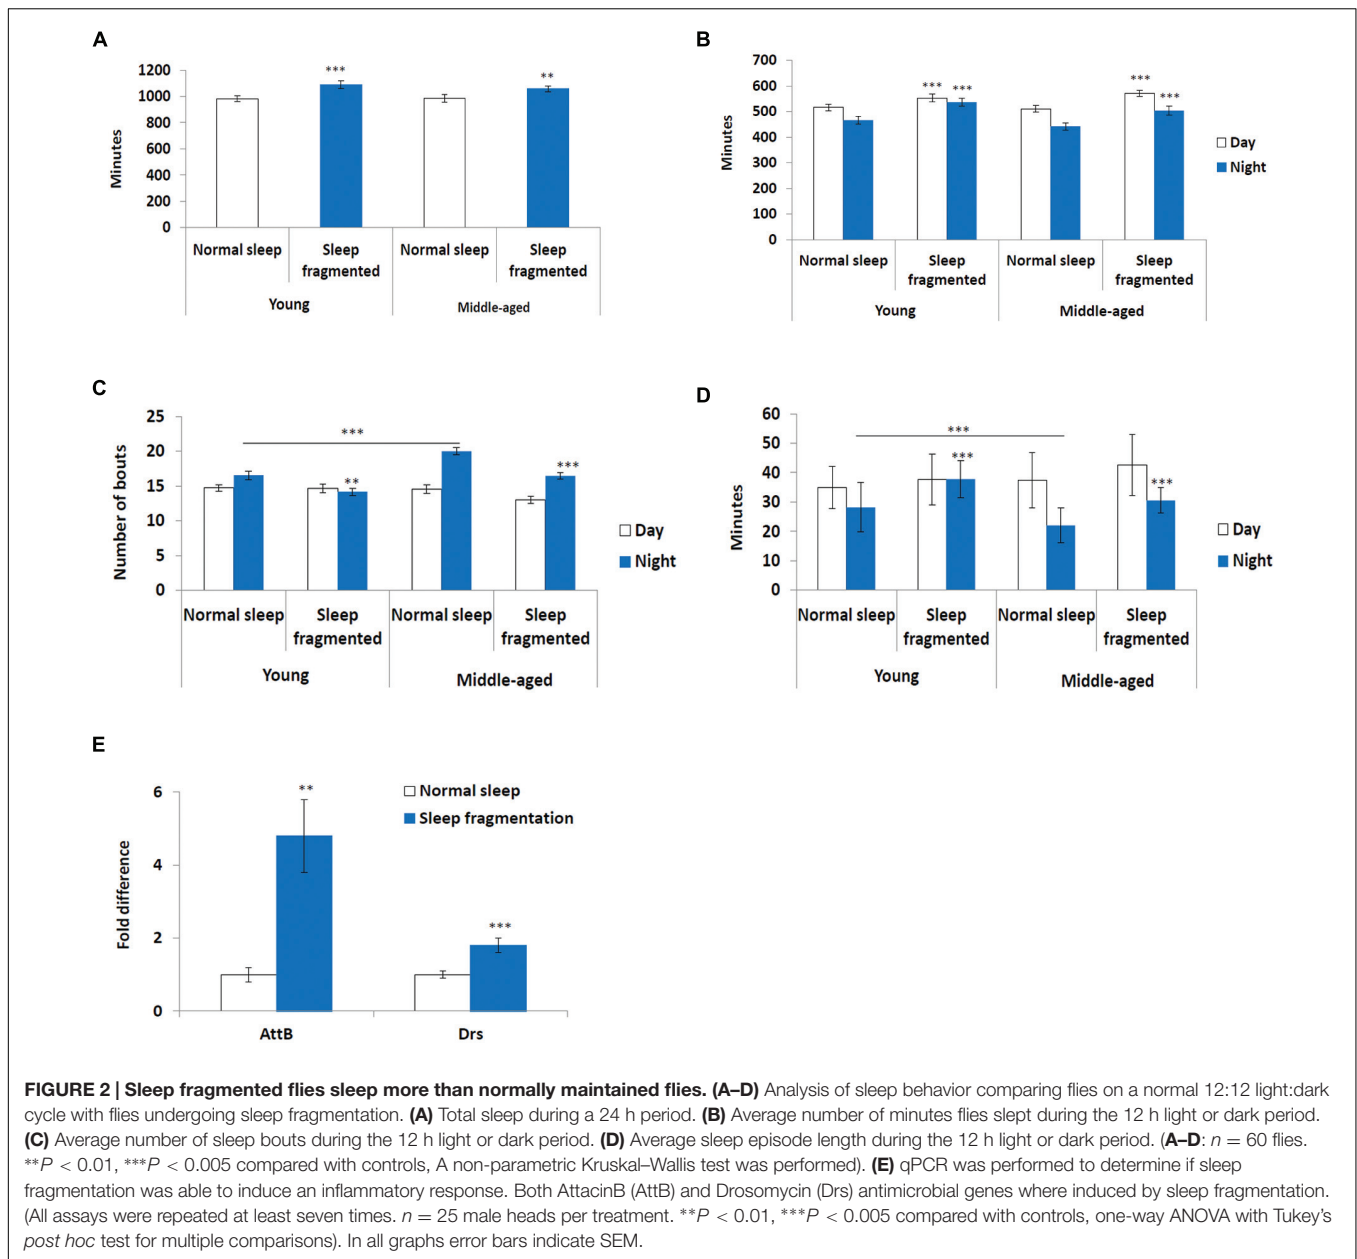 A
1200
1000
800
600
400
200
0
Minutes
***
**
Normal sleep
Sleep
fragmented
Normal sleep
Sleep
fragmented
Young
Middle-aged
B
700
600
500
400
300
200
100
0
Minutes
*** ***
***
***
Day
Night
Normal sleep
Sleep
fragmented
Normal sleep
Sleep
fragmented
Young
Middle-aged
C
25
20
15
10
5
0
Number of bouts
***
**
***
Day
Night
Normal sleep
Sleep
fragmented
Normal sleep
Sleep
fragmented
Young
Middle-aged
D
60
50
40
30
20
10
0
Minutes
***
***
***
Day
Night
Normal sleep
Sleep
fragmented
Normal sleep
Sleep
fragmented
Young
Middle-aged
E
6
4
2
0
Fold difference
**
***
Normal sleep
Sleep fragmentation
AttB
Drs
FIGURE 2 | Sleep fragmented flies sleep more than normally maintained flies. (A–D) Analysis of sleep behavior comparing flies on a normal 12:12 light:dark
cycle with flies undergoing sleep fragmentation. (A) Total sleep during a 24 h period. (B) Average number of minutes flies slept during the 12 h light or dark period.
(C) Average number of sleep bouts during the 12 h light or dark period. (D) Average sleep episode length during the 12 h light or dark period. (A–D: n = 60 flies.
**P < 0.01, ***P < 0.005 compared with controls, A non-parametric Kruskal–Wallis test was performed). (E) qPCR was performed to determine if sleep
fragmentation was able to induce an inflammatory response. Both AttacinB (AttB) and Drosomycin (Drs) antimicrobial genes where induced by sleep fragmentation.
(All assays were repeated at least seven times. n = 25 male heads per treatment. **P < 0.01, ***P < 0.005 compared with controls, one-way ANOVA with Tukey's
post hoc test for multiple comparisons). In all graphs error bars indicate SEM.